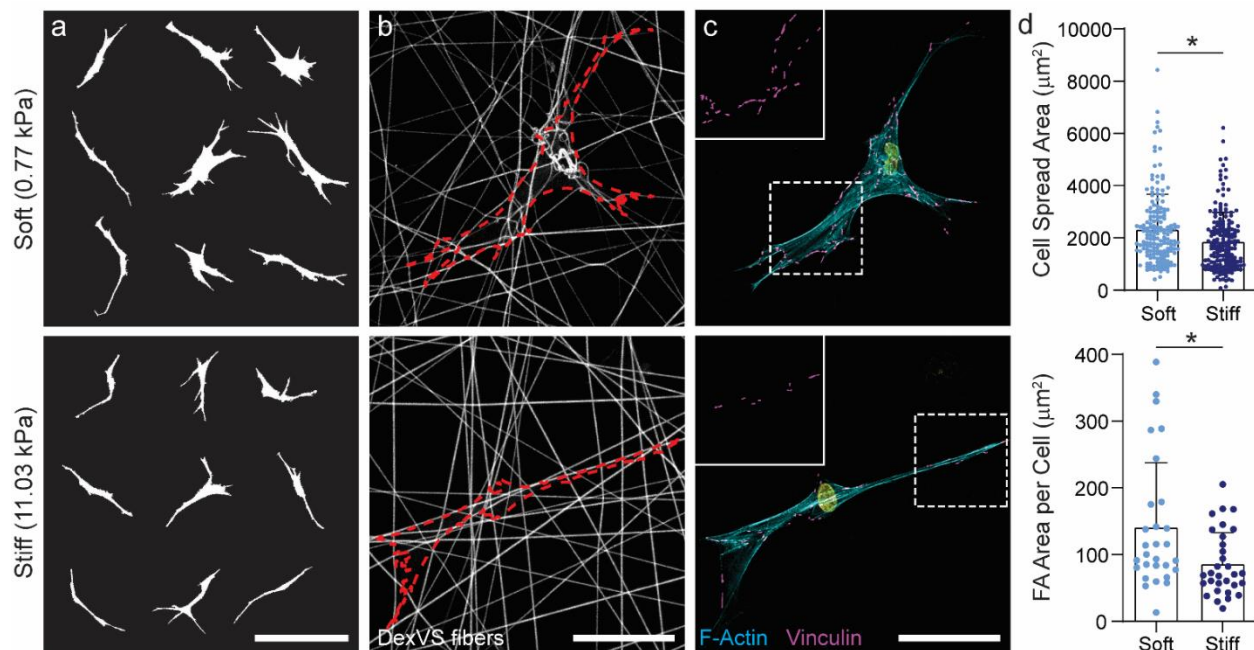 a
b
c
d
Soft (0.77 kPa)
Stiff (11.03 kPa)
DexVS fibers
F-Actin Vinculin
Cell Spread Area (μm²)
10000
8000
6000
4000
2000
0
*
Soft Stiff
FA Area per Cell (μm²)
400
300
200
100
0
*
Soft Stiff